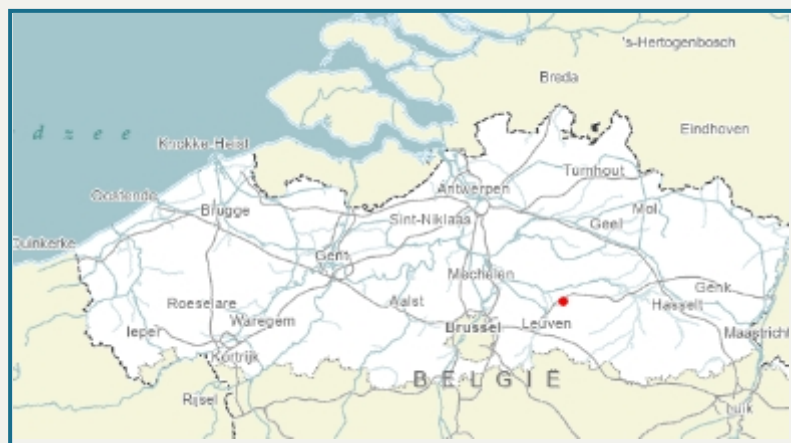 's-Hertogenbosch
Breda
d z e e
Eindhoven
Knokke-Heist
Turnhout
Antwerpen
Oostende
Mol
Brugge
Sint-Niklaas
Geel
Duinkerke
Gent
Mechelen
Genk
Roeselare
Aalst
Hasselt
Ieper
Waregem
Brussel
Leuven
Maastricht
Kortrijk
BELGIË
Rijsel
Luik